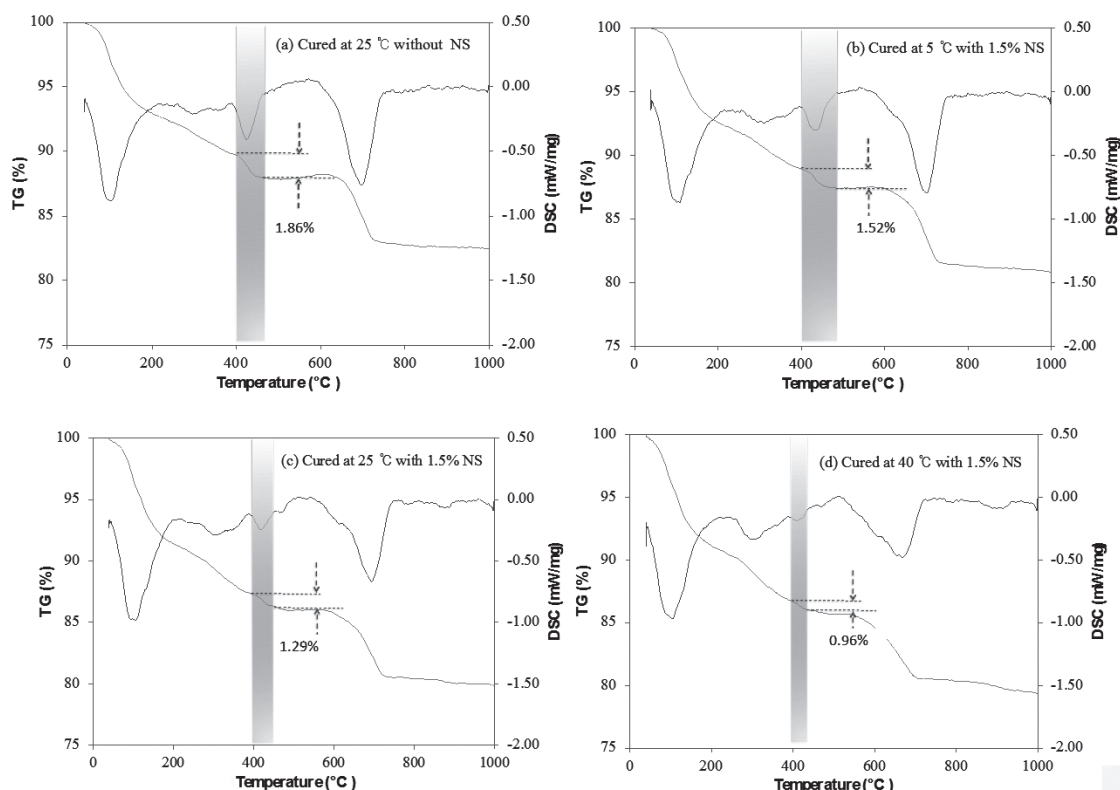 (a) Cured at 25 ℃ without NS
100
95
90
85
80
75
TG (%)
0.50
0.00
-0.50
-1.00
-1.50
-2.00
DSC (mW/mg)
1.86%
0 200 400 600 800 1000
Temperature (°C )
(b) Cured at 5 ℃ with 1.5% NS
100
95
90
85
80
75
TG (%)
0.50
0.00
-0.50
-1.00
-1.50
-2.00
DSC (mW/mg)
1.52%
0 200 400 600 800 1000
Temperature (°C )
(c) Cured at 25 ℃ with 1.5% NS
100
95
90
85
80
75
TG (%)
0.50
0.00
-0.50
-1.00
-1.50
-2.00
DSC (mW/mg)
1.29%
0 200 400 600 800 1000
Temperature (°C )
(d) Cured at 40 ℃ with 1.5% NS
100
95
90
85
80
75
TG (%)
0.50
0.00
-0.50
-1.00
-1.50
-2.00
DSC (mW/mg)
0.96%
0 200 400 600 800 1000
Temperature (°C )